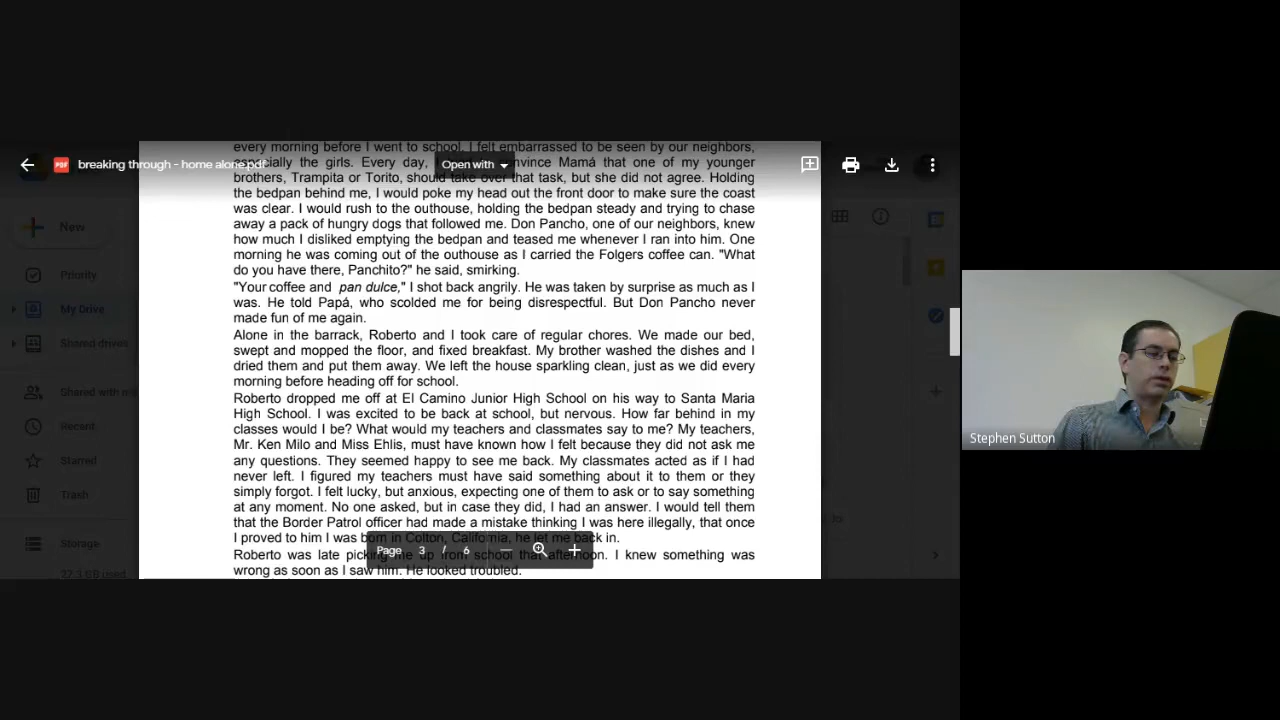 every morning before I went to school. I felt embarrassed to be seen by our neighbors,
breaking through - home alone.pdf
Open with
especially the girls. Every day, I convince Mamá that one of my younger
brothers, Trampita or Torito, should take over that task, but she did not agree. Holding
the bedpan behind me, I would poke my head out the front door to make sure the coast
was clear. I would rush to the outhouse, holding the bedpan steady and trying to chase
away a pack of hungry dogs that followed me. Don Pancho, one of our neighbors, knew
how much I disliked emptying the bedpan and teased me whenever I ran into him. One
morning he was coming out of the outhouse as I carried the Folgers coffee can. "What
do you have there, Panchito?" he said, smirking.
"Your coffee and pan dulce," I shot back angrily. He was taken by surprise as much as I
was. He told Papá, who scolded me for being disrespectful. But Don Pancho never
made fun of me again.
Alone in the barrack, Roberto and I took care of regular chores. We made our bed,
swept and mopped the floor, and fixed breakfast. My brother washed the dishes and I
dried them and put them away. We left the house sparkling clean, just as we did every
morning before heading off for school.
Roberto dropped me off at El Camino Junior High School on his way to Santa Maria
High School. I was excited to be back at school, but nervous. How far behind in my
classes would I be? What would my teachers and classmates say to me? My teachers,
Mr. Ken Milo and Miss Ehlis, must have known how I felt because they did not ask me
any questions. They seemed happy to see me back. My classmates acted as if I had
never left. I figured my teachers must have said something about it to them or they
simply forgot. I felt lucky, but anxious, expecting one of them to ask or to say something
at any moment. No one asked, but in case they did, I had an answer. I would tell them
that the Border Patrol officer had made a mistake thinking I was here illegally, that once
I proved to him I was born in Colton, California, he let me back in.
Roberto was late picking me up from school that afternoon. I knew something was
wrong as soon as I saw him. He looked troubled.
Page 3 / 6
New
Priority
My Drive
Shared drives
Shared with me
Recent
Starred
Trash
Storage
27.3 GB used
Stephen Sutton